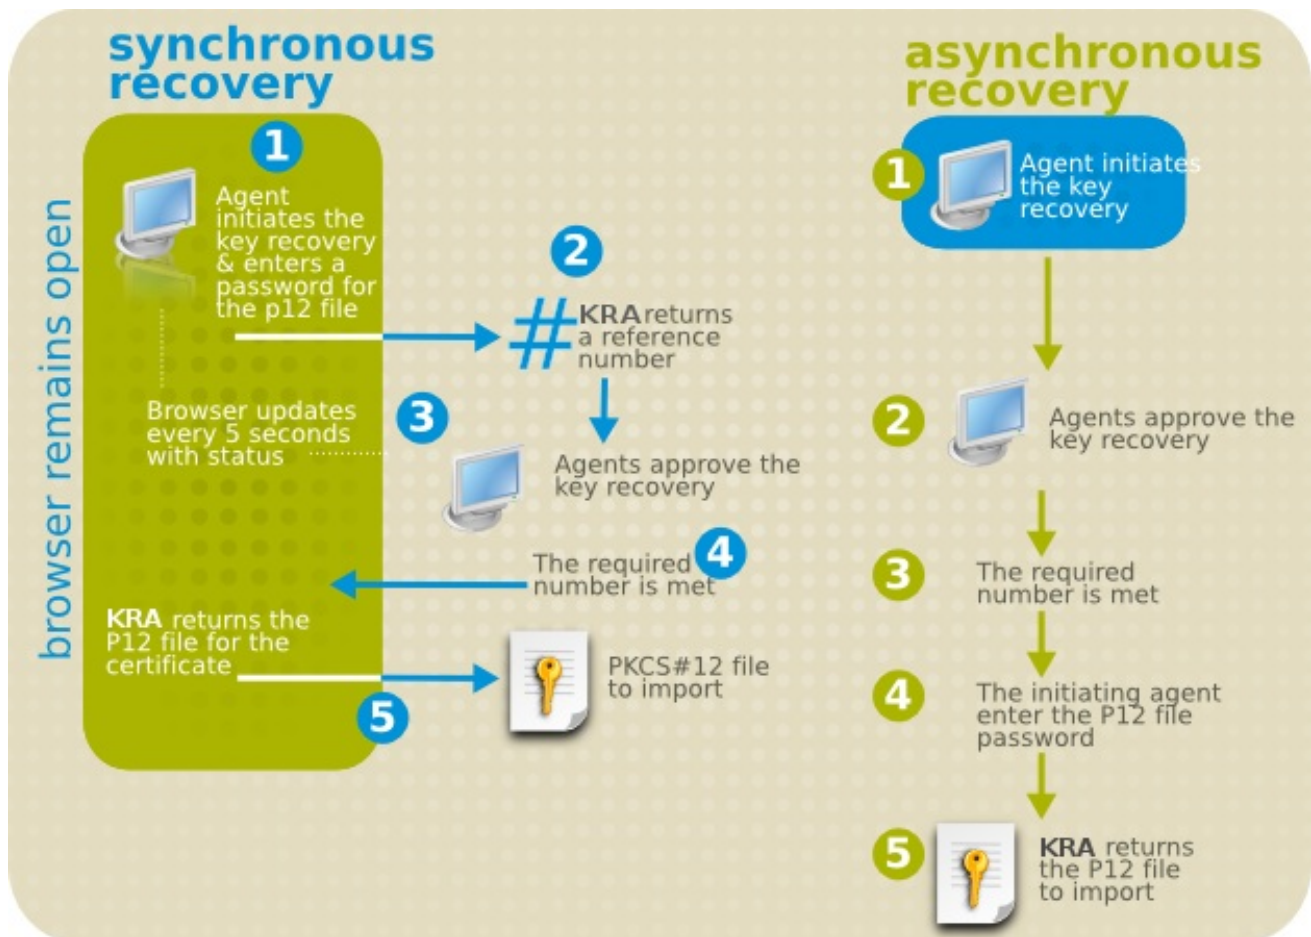 synchronous
recovery
browser remains open
1
Agent
initiates the
key recovery
& enters a
password for
the p12 file
Browser updates
every 5 seconds
with status
2
#
KRA returns
a reference
number
3
Agents approve the
key recovery
4
The required
number is met
KRA returns the
P12 file for the
certificate
5
PKCS#12 file
to import
asynchronous
recovery
1
Agent initiates
the key
recovery
2
Agents approve the
key recovery
3
The required
number is met
4
The initiating agent
enter the P12 file
password
5
KRA returns
the P12 file
to import